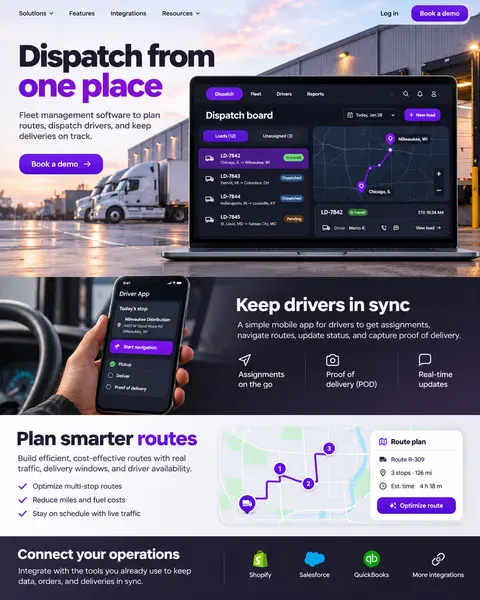 Solutions
Features
Integrations
Resources
Log in
Book a demo
Dispatch from
one place
Fleet management software to plan
routes, dispatch drivers, and keep
deliveries on track.
Book a demo
Dispatch
Fleet
Drivers
Reports
Dispatch board
Today, Jan 28
+ New load
Loads (12)
Unassigned (3)
LD-7842
Chicago, IL → Milwaukee, WI
In transit
LD-7843
Detroit, MI → Columbus, OH
Dispatched
LD-7844
Indianapolis, IN → Louisville, KY
Dispatched
LD-7845
St. Louis, MO → Kansas City, MO
Pending
Milwaukee, WI
Chicago, IL
LD-7842
In transit
ETA 10:24 AM
Driver Marco R.
View load →
Driver App
Today's stop
Milwaukee Distribution
Milwaukee, WI
Start navigation
Pickup
Deliver
Proof of delivery
Keep drivers in sync
A simple mobile app for drivers to get assignments,
navigate routes, update status, and capture proof of delivery.
Assignments
on the go
Proof of
delivery (POD)
Real-time
updates
Plan smarter routes
Build efficient, cost-effective routes with real
traffic, delivery windows, and driver availability.
Optimize multi-stop routes
Reduce miles and fuel costs
Stay on schedule with live traffic
1
2
3
Route plan
Route R-309
3 stops · 126 mi
Est. time 4 h 18 m
Optimize route
Connect your operations
Integrate with the tools you already use to keep
data, orders, and deliveries in sync.
Shopify
Salesforce
QuickBooks
More integrations